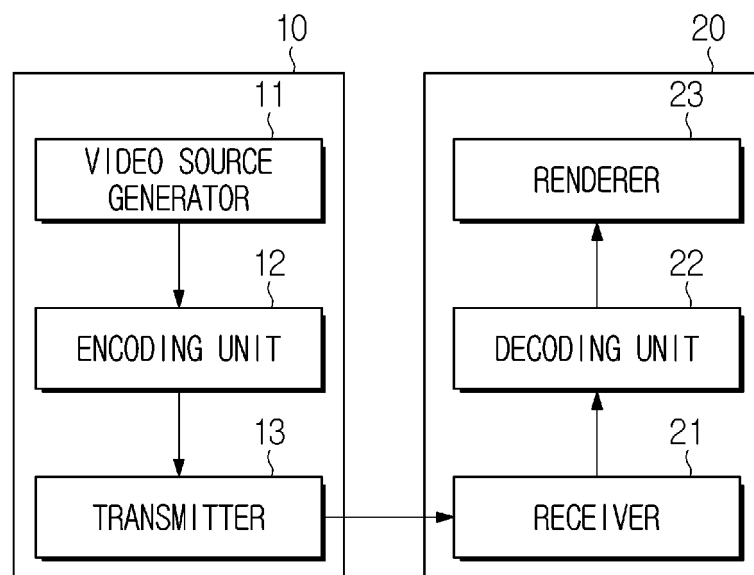 10
11
VIDEO SOURCE
GENERATOR
12
ENCODING UNIT
13
TRANSMITTER
20
23
RENDERER
22
DECODING UNIT
21
RECEIVER